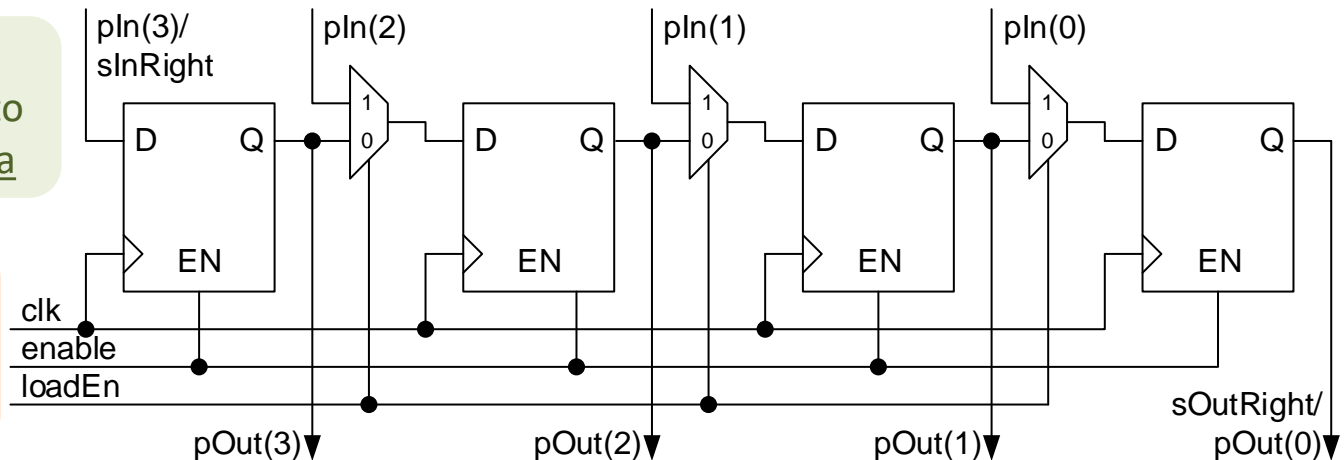 to
a
pIn(3)/
sInRight
pIn(2)
pIn(1)
pIn(0)
1
0
1
0
1
0
D Q
D Q
D Q
D Q
EN
EN
EN
EN
clk
enable
loadEn
pOut(3)
pOut(2)
pOut(1)
sOutRight/
pOut(0)